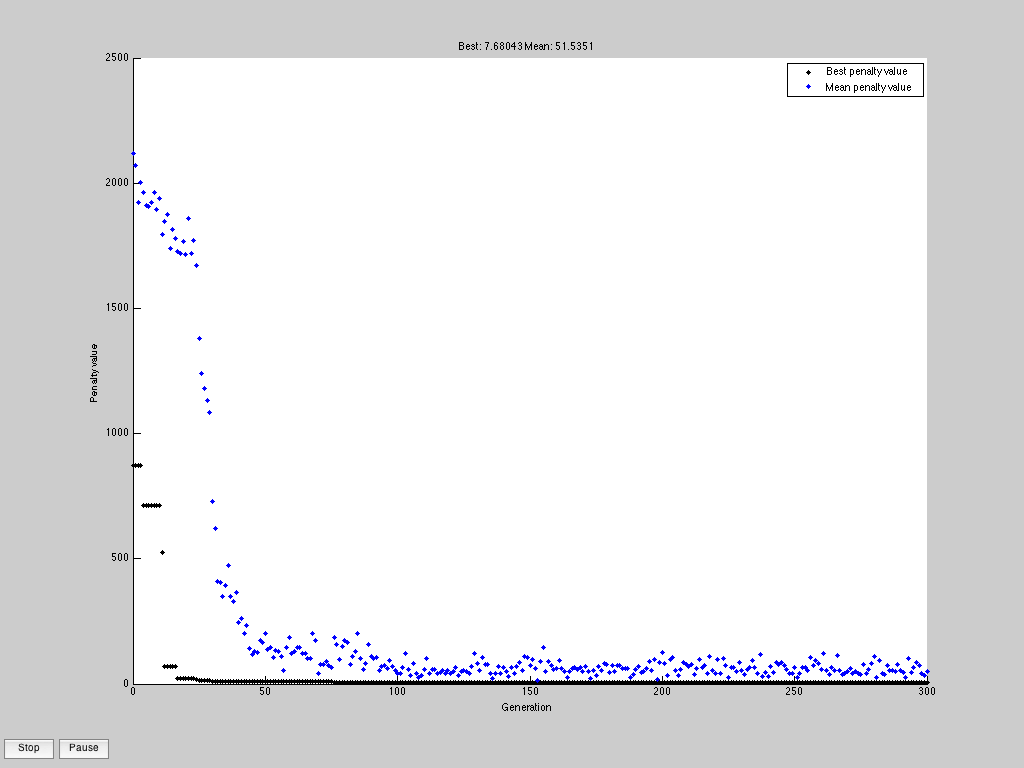 Best: 7.68043 Mean: 51.5351
2500
Best penalty value
Mean penalty value
2000
1500
Penalty value
1000
500
0
0 50 100 150 200 250 300
Generation
Stop Pause